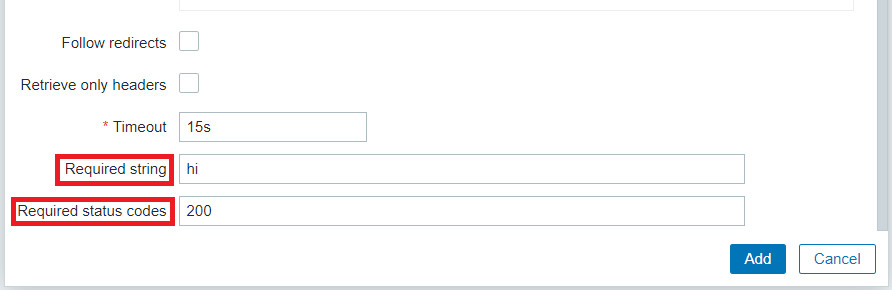 Follow redirects
Retrieve only headers
* Timeout 15s
Required string hi
Required status codes 200
Add Cancel